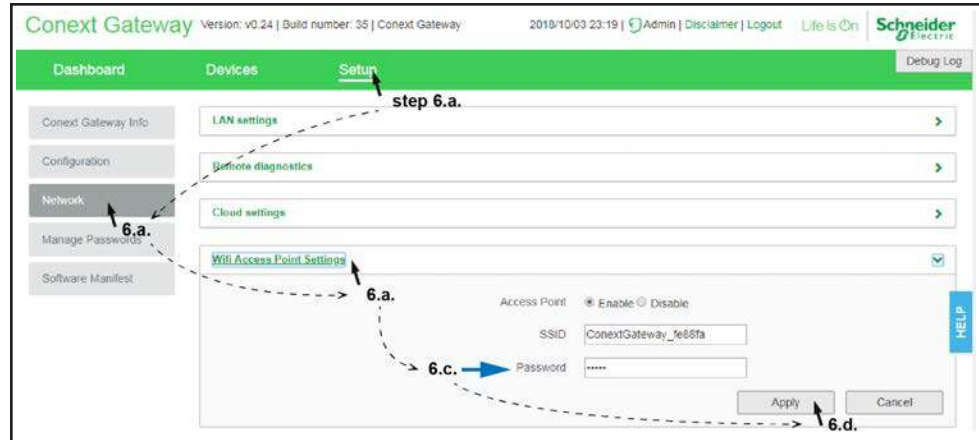 Conext Gateway Version: v0.24 | Build number: 35 | Conext Gateway 2018/10/03 23:19 | Admin | Disclaimer | Logout Life Is On Schneider Electric
Dashboard Devices Setup Debug Log
step 6.a.
Conext Gateway Info
LAN settings
Configuration
Remote diagnostics
Network
Cloud settings
6.a.
Manage Passwords
Wifi Access Point Settings
Software Manifest
6.a.
Access Point Enable Disable
SSID ConextGateway_fe88fa
6.c. Password •••••
HELP
Apply Cancel
6.d.